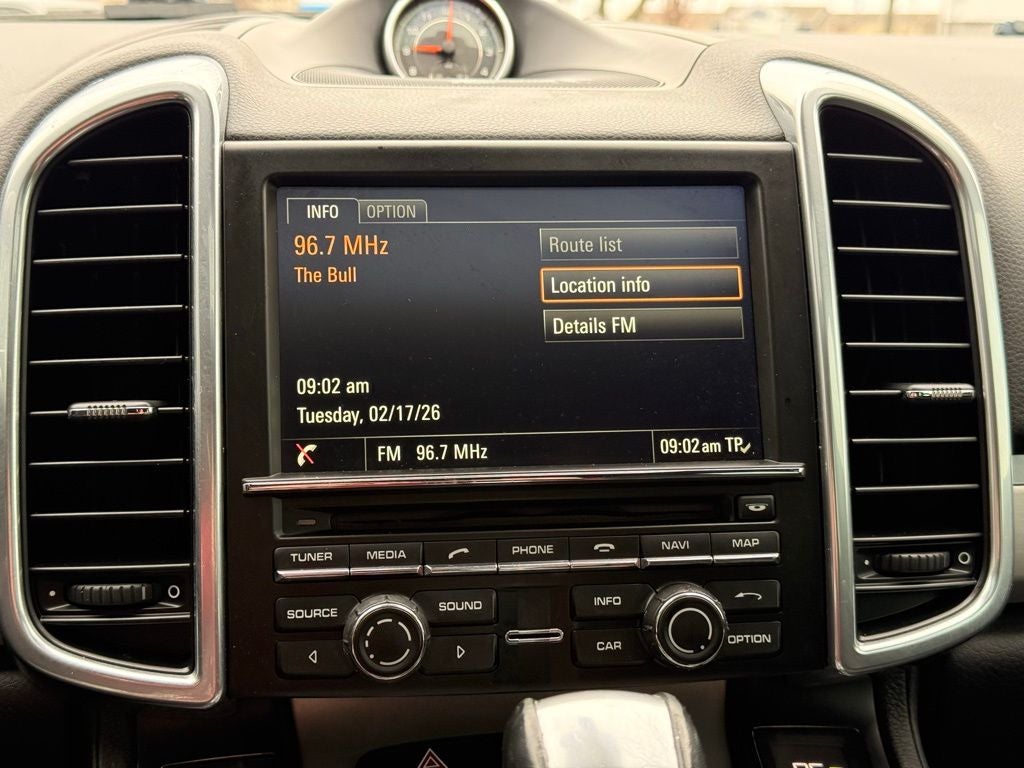 INFO OPTION
96.7 MHz
The Bull
Route list
Location info
Details FM
09:02 am
Tuesday, 02/17/26
FM 96.7 MHz
09:02 am TP
TUNER MEDIA PHONE NAVI MAP
SOURCE SOUND INFO
CAR OPTION